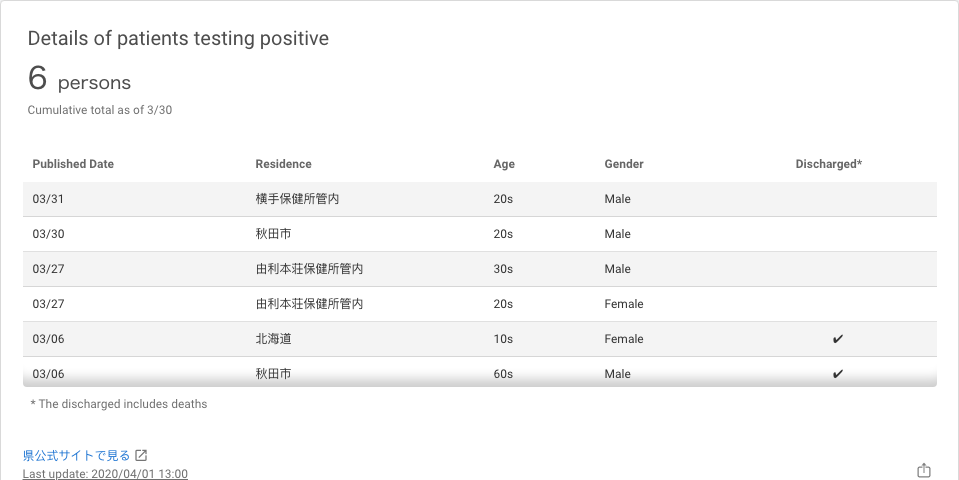 Details of patients testing positive
6 persons
Cumulative total as of 3/30
Published Date Residence Age Gender Discharged*
03/31 横手保健所管内 20s Male
03/30 秋田市 20s Male
03/27 由利本荘保健所管内 30s Male
03/27 由利本荘保健所管内 20s Female
03/06 北海道 10s Female ✔
03/06 秋田市 60s Male ✔
* The discharged includes deaths
県公式サイトで見る
Last update: 2020/04/01 13:00